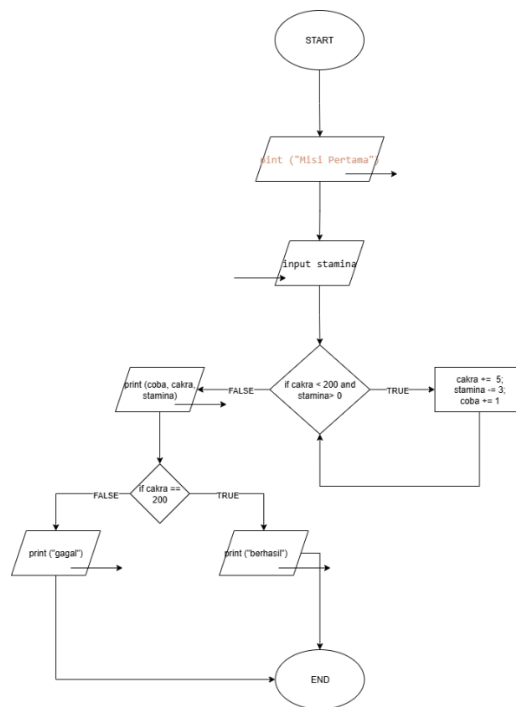 START
pint ("Misi Pertama")
input stamina
if cakra < 200 and
stamina> 0
TRUE
cakra += 5;
stamina -= 3;
coba += 1
FALSE
print (coba, cakra,
stamina)
if cakra ==
200
FALSE
TRUE
print ("gagal")
print ("berhasil")
END